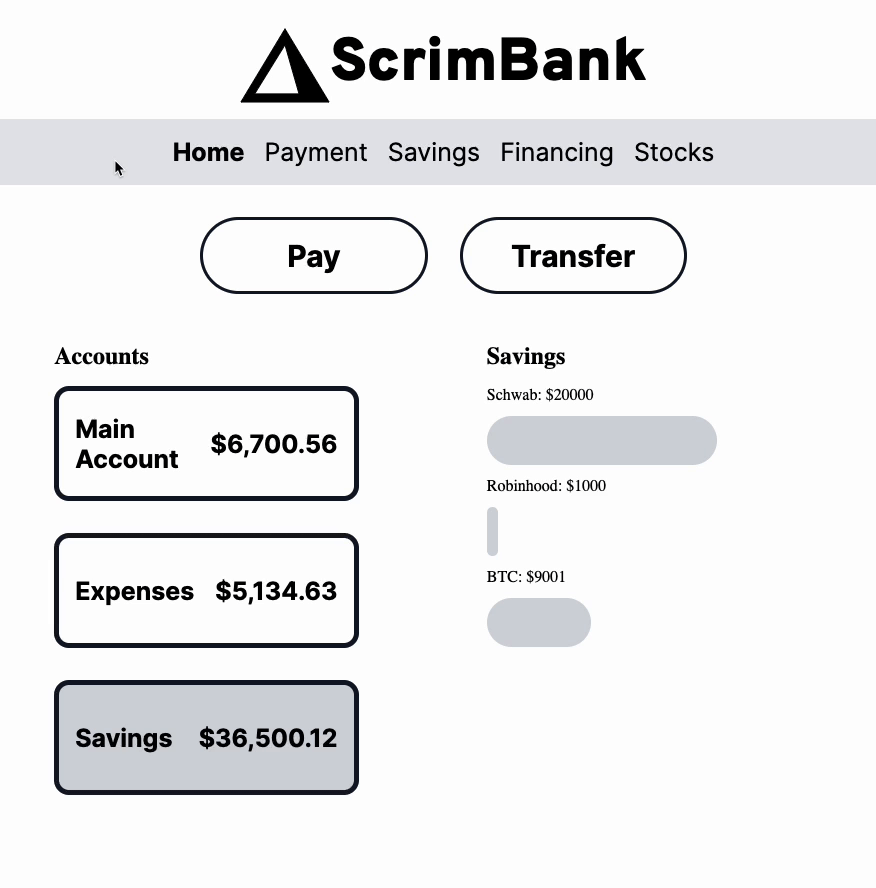 ScrimBank
Home Payment Savings Financing Stocks
Pay
Transfer
Accounts
Main
Account
$6,700.56
Expenses $5,134.63
Savings $36,500.12
Savings
Schwab: $20000
Robinhood: $1000
BTC: $9001